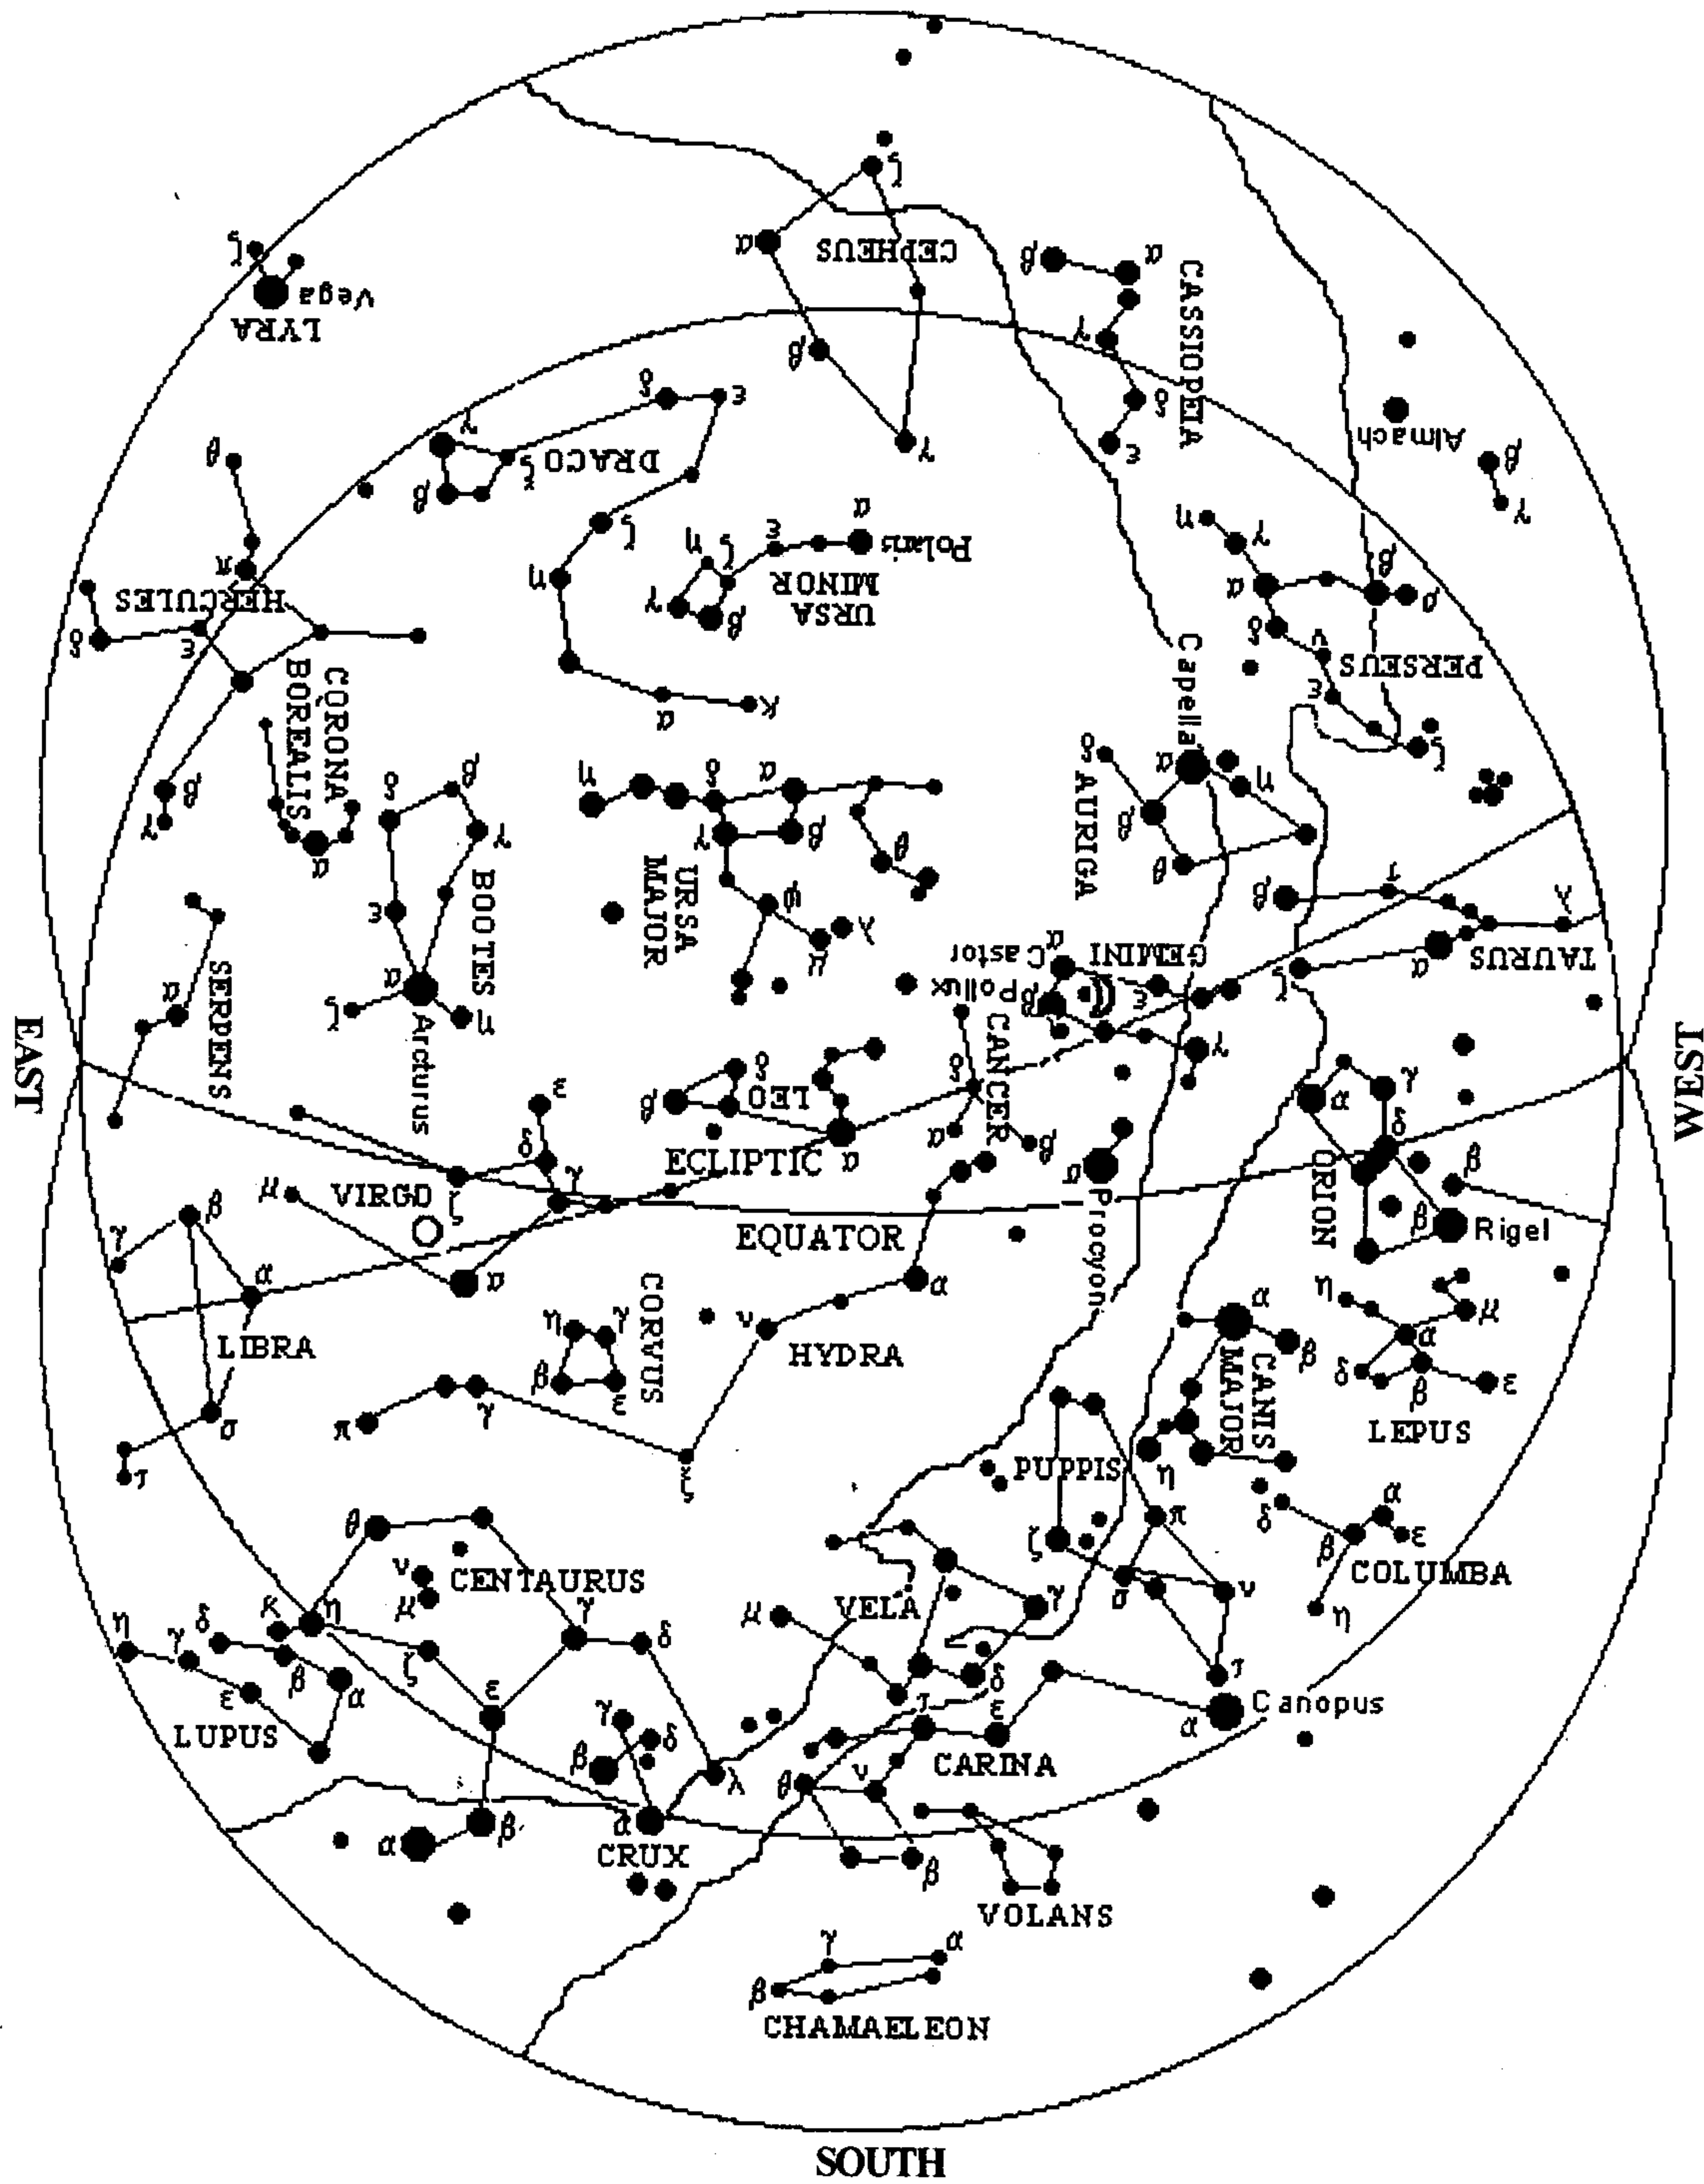 ζ
α
CEPHEUS
β
α
CASSIOPEIA
ζ
Vega
LYRA
β
γ
γ
δ
ε
δ
ε
γ
DRACO
ζ
β
Almach
β
γ
θ
ζ
η
π
HERCULES
δ
ε
η
ζ
ε
α
Polaris
URSA
MINOR
γ
β
η
γ
α
β
ρ
δ
ν
PERSEUS
ε
ζ
α
κ
Capella
CORONA
BOREALIS
β
γ
α
δ
β
γ
ε
BOOTES
η
δ
α
γ
β
θ
URSA
MAJOR
ψ
μ
λ
δ
AURIGA
α
η
β
θ
β
τ
λ
α
TAURUS
ζ
SERPENS
α
α
ζ
η
Arcturus
α
Castor
GEMINI
β
Pollux
ε
γ
EAST
WEST
CANCER
δ
α
β
δ
LEO
β
α
ECLIPTIC
ε
δ
γ
VIRGO
μ
ζ
EQUATOR
α
Procyon
α
γ
δ
ORION
β
β
Rigel
β
γ
α
LIBRA
σ
τ
α
CORVUS
η
γ
β
ε
ν
α
HYDRA
π
γ
ξ
α
β
CANIS
MAJOR
η
η
μ
α
δ
β
ε
LEPUS
PUPPIS
ζ
π
σ
ν
τ
δ
α
β
ε
COLUMBA
η
θ
ν
CENTAURUS
μ
κ
η
γ
δ
ζ
ε
λ
μ
VELA
γ
δ
η
γ
δ
β
α
ε
LUPUS
γ
δ
β
α
CRUX
α
β
ι
ε
CARINA
θ
υ
β
α
Canopus
VOLANS
γ
α
β
CHAMAELEON
SOUTH